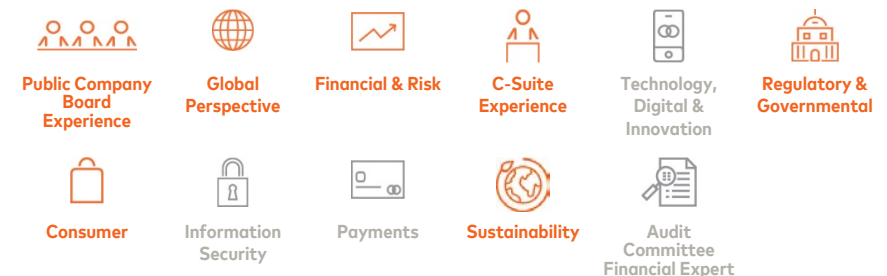 Public Company
Board
Experience
Global
Perspective
Financial & Risk
C-Suite
Experience
Technology,
Digital &
Innovation
Regulatory &
Governmental
Consumer
Information
Security
Payments
Sustainability
Audit
Committee
Financial Expert